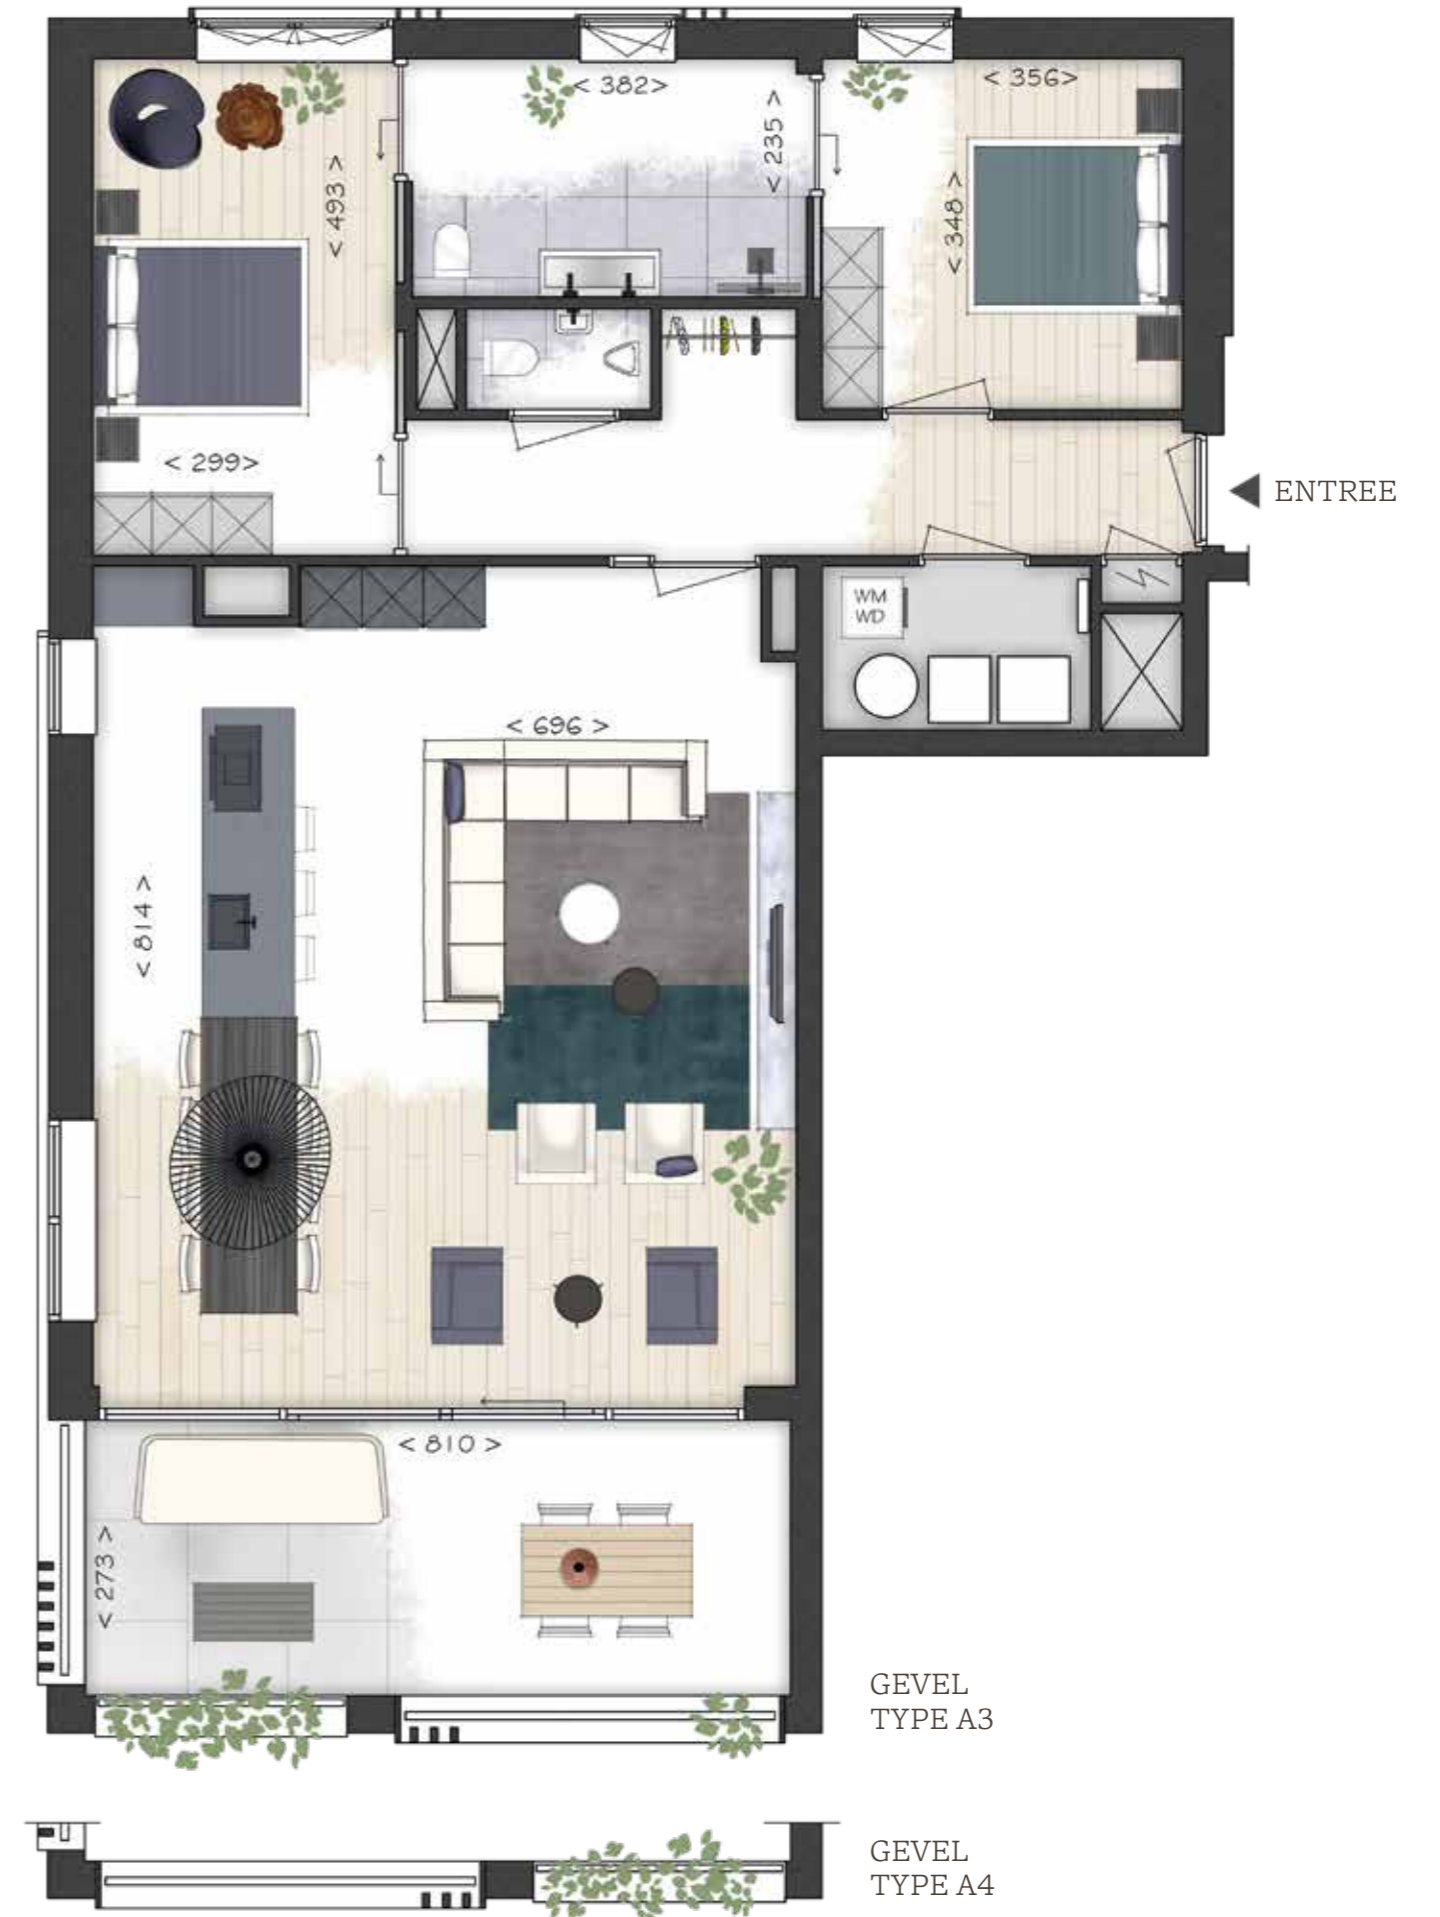 < 382>
< 356>
< 235 >
< 493 >
< 348 >
< 299>
ENTREE
WM
WD
< 696 >
< 814 >
< 810 >
< 273 >
GEVEL
TYPE A3
GEVEL
TYPE A4